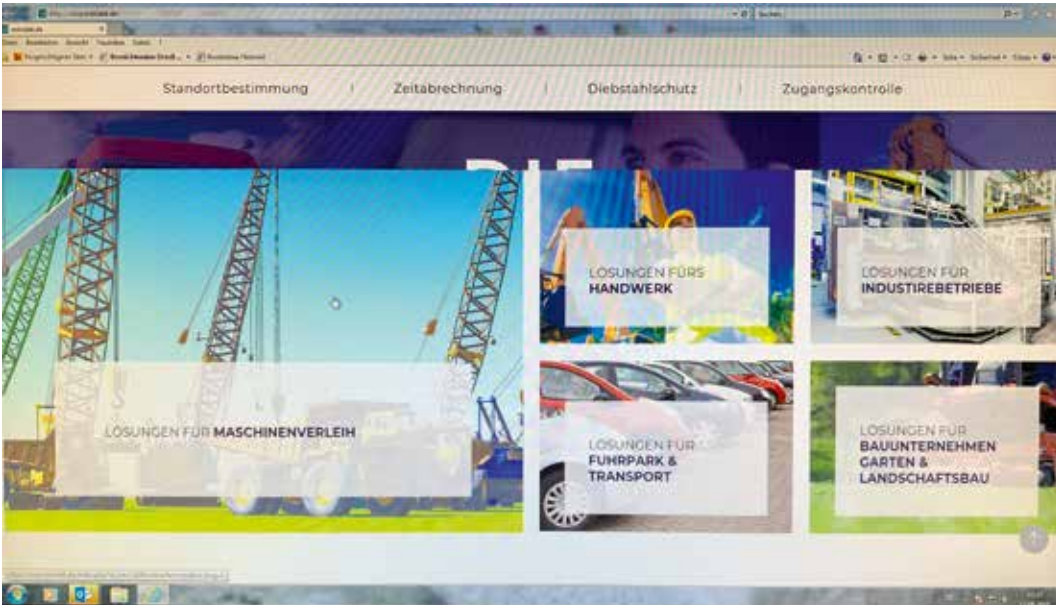 Standortbestimmung | Zeitabrechnung | Diebstahlschutz | Zugangskontrolle
DIE
LÖSUNGEN FÜR MASCHINENVERLEIH
LÖSUNGEN FÜRS
HANDWERK
LÖSUNGEN FÜR
INDUSTIREBETRIEBE
LÖSUNGEN FÜR
FUHRPARK &
TRANSPORT
LÖSUNGEN FÜR
BAUUNTERNEHMEN
GARTEN &
LANDSCHAFTSBAU